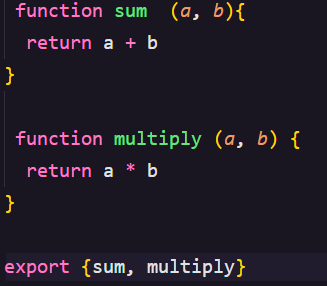 function sum  (a, b){
  return a + b
}
function multiply (a, b) {
  return a * b
}
export {sum, multiply}